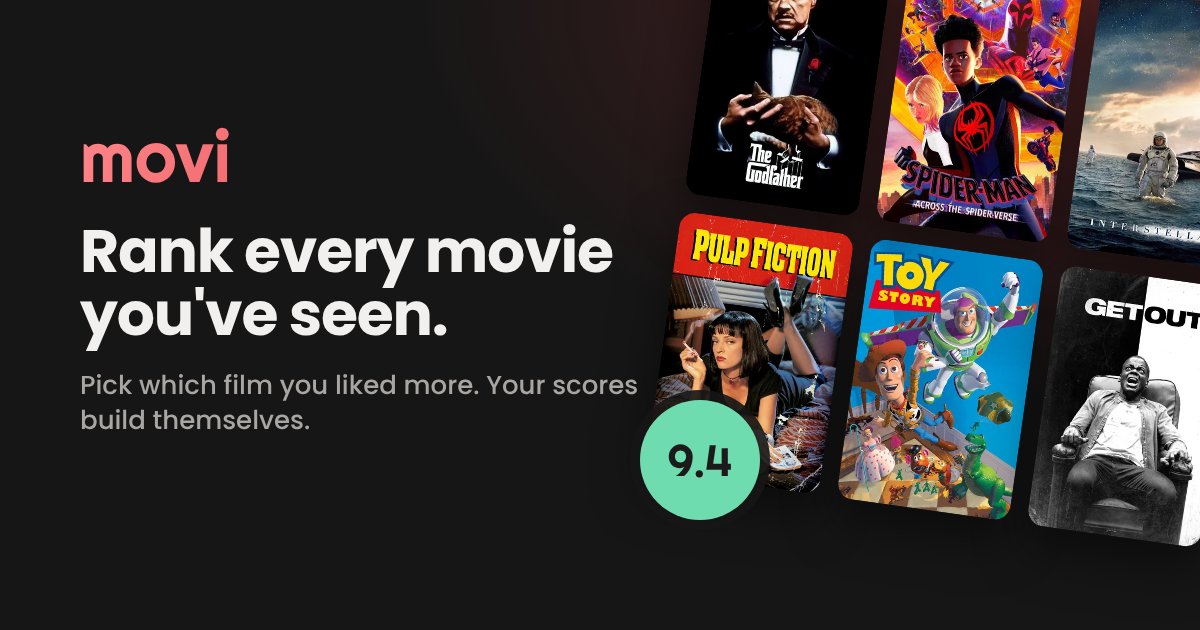 movi
Rank every movie
you've seen.
Pick which film you liked more. Your scores
build themselves.
The
Godfather
SPIDER-MAN
ACROSS THE SPIDER-VERSE
INTERSTELLA
PULP FICTION
TOY
STORY
GET OUT
9.4